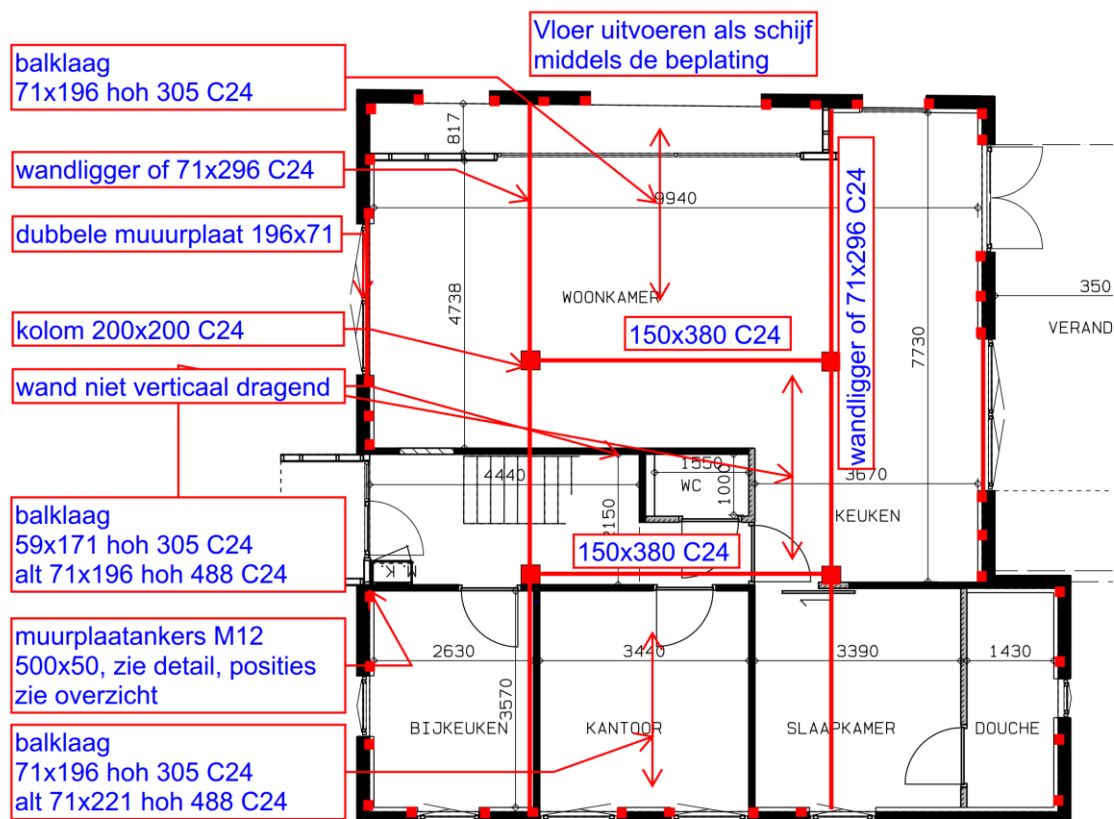 Vloer uitvoeren als schijf
middels de beplating
balklaag
71x196 hoh 305 C24
817
wandligger of 71x296 C24
9940
dubbele muuurplaat 196x71
wandligger of 71x296 C24
4738
WOONKAMER
7730
350
VERAND
150x380 C24
kolom 200x200 C24
wand niet verticaal dragend
4440
1550
WC
1000
3670
2150
KEUKEN
balklaag
59x171 hoh 305 C24
alt 71x196 hoh 488 C24
150x380 C24
MK
muurplaatankers M12
500x50, zie detail, posities
zie overzicht
2630
3440
3390
1430
3570
BIJKEUKEN
KANTOOR
SLAAPKAMER
DOUCHE
balklaag
71x196 hoh 305 C24
alt 71x221 hoh 488 C24